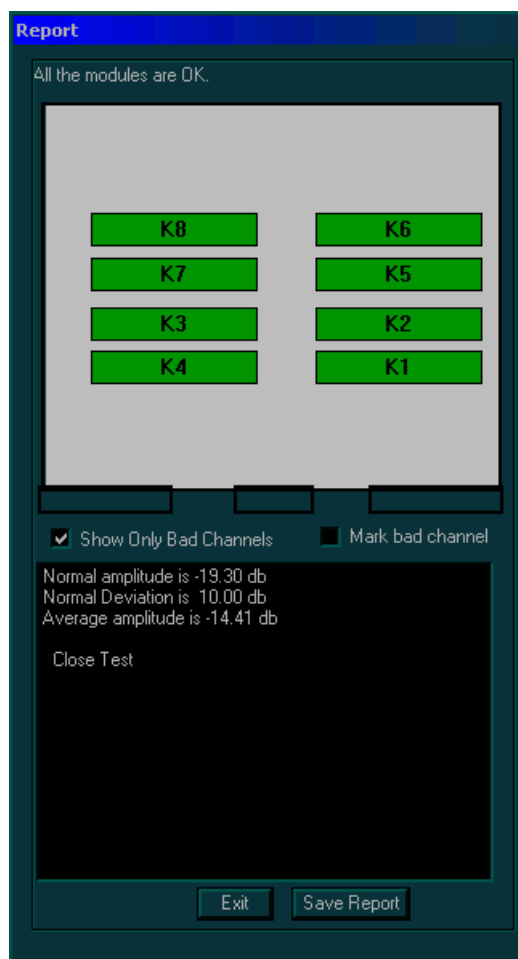 Report
All the modules are OK.
K8 K6
K7 K5
K3 K2
K4 K1
Show Only Bad Channels Mark bad channel
Normal amplitude is -19.30 db
Normal Deviation is 10.00 db
Average amplitude is -14.41 db
Close Test
Exit Save Report